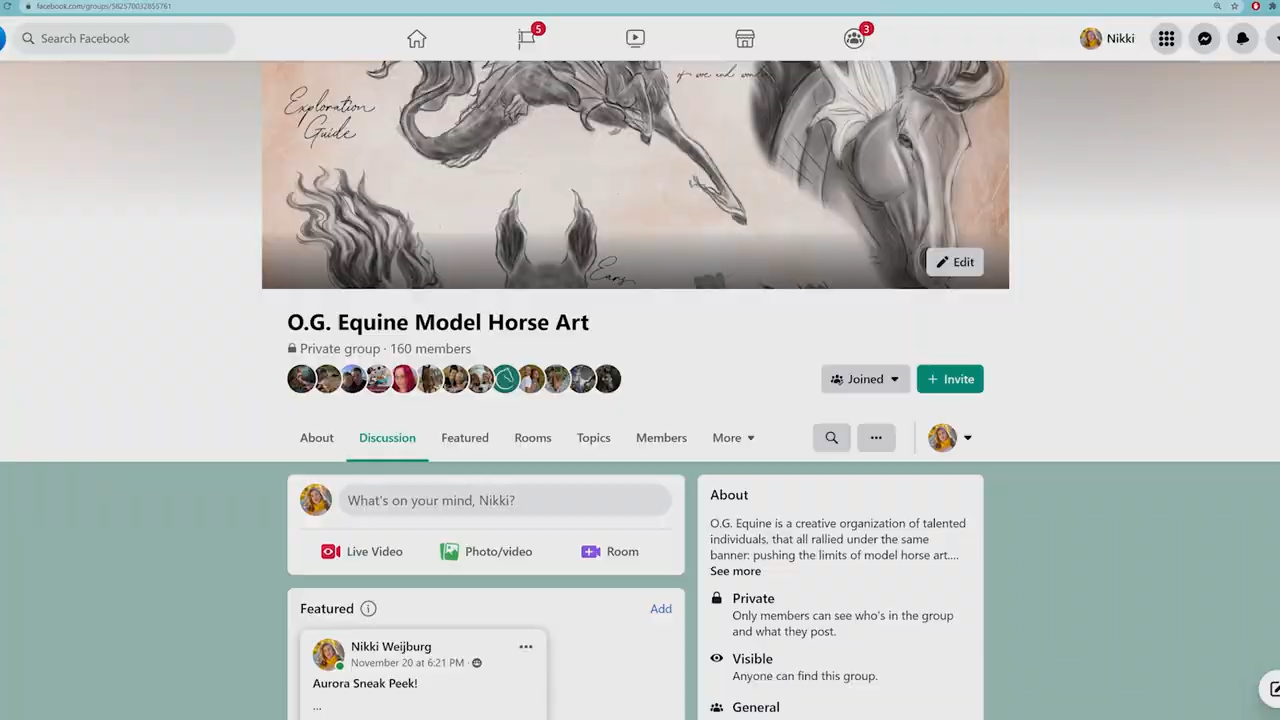 facebook.com/groups/562570032855761
Search Facebook
5
3
Nikki
Exploration
Guide
Ears
Edit
O.G. Equine Model Horse Art
Private group · 160 members
Joined
+ Invite
About
Discussion
Featured
Rooms
Topics
Members
More
What's on your mind, Nikki?
Live Video
Photo/video
Room
Featured
Add
Nikki Weijburg
November 20 at 6:21 PM ·
Aurora Sneak Peek!
...
About
O.G. Equine is a creative organization of talented
individuals, that all rallied under the same
banner: pushing the limits of model horse art....
See more
Private
Only members can see who's in the group
and what they post.
Visible
Anyone can find this group.
General